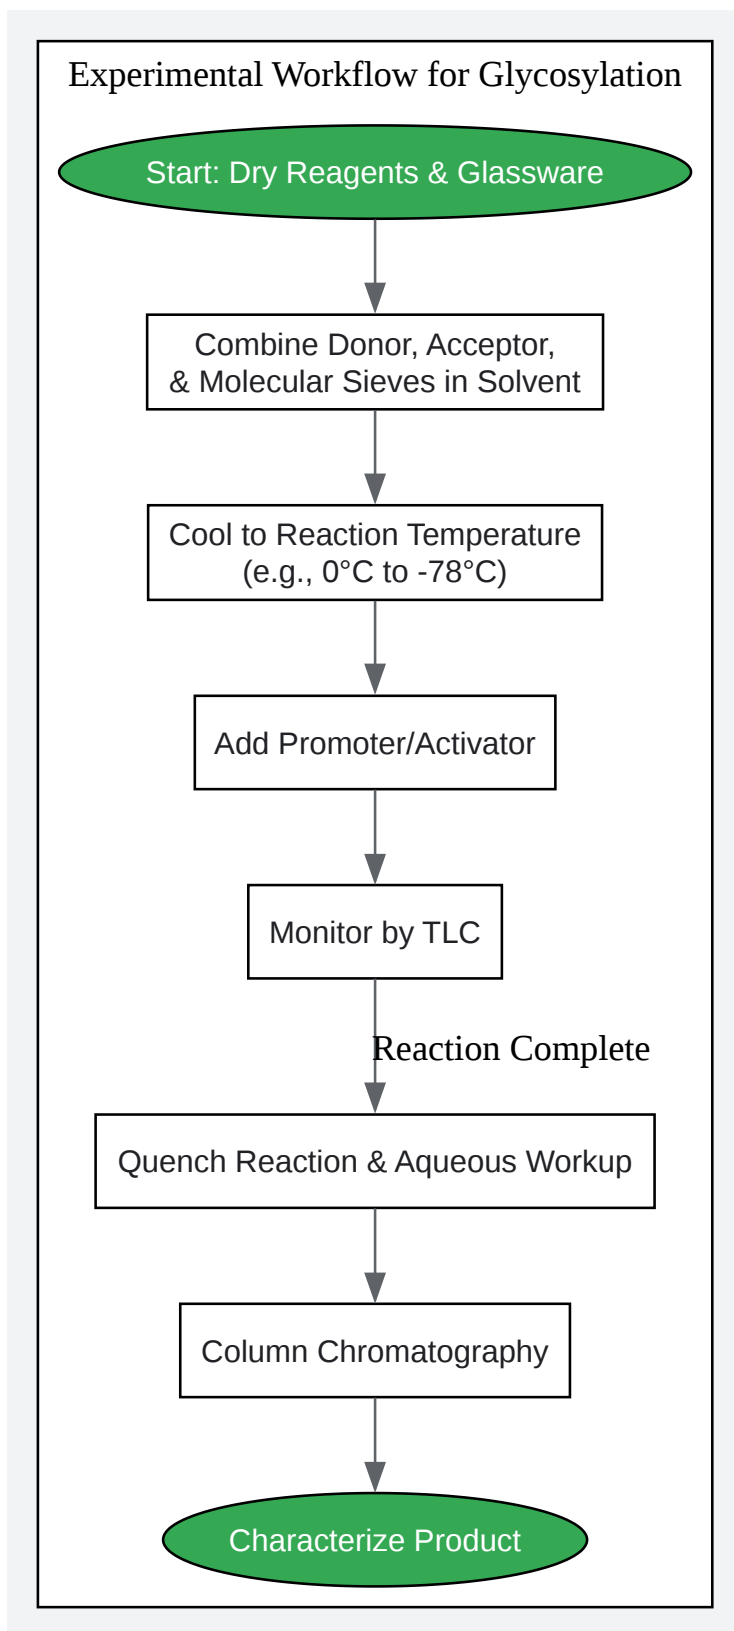 Experimental Workflow for Glycosylation
Start: Dry Reagents & Glassware
Combine Donor, Acceptor,
& Molecular Sieves in Solvent
Cool to Reaction Temperature
(e.g., 0°C to -78°C)
Add Promoter/Activator
Monitor by TLC
Reaction Complete
Quench Reaction & Aqueous Workup
Column Chromatography
Characterize Product